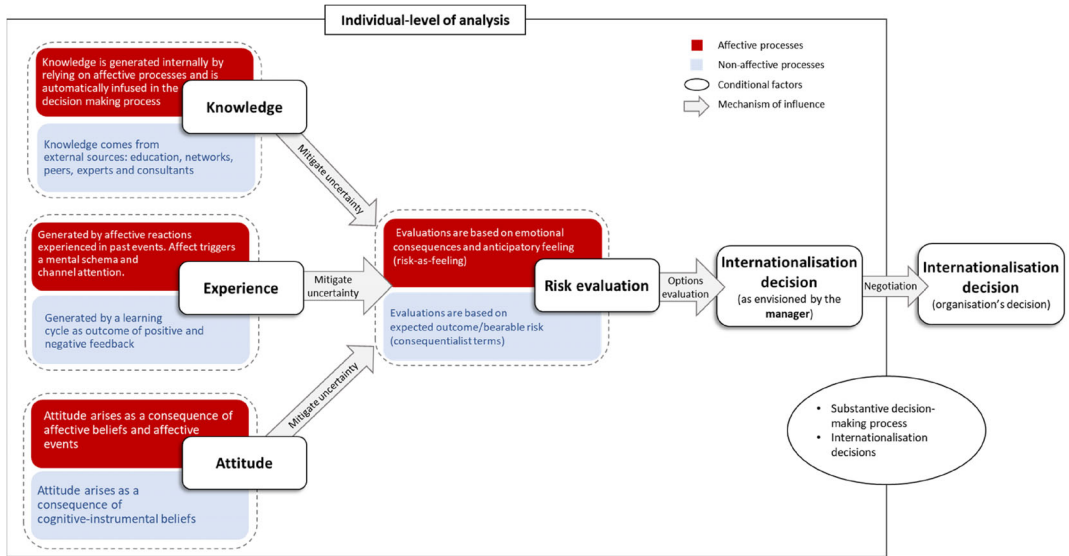 Individual-level of analysis
Affective processes
Non-affective processes
Conditional factors
Mechanism of influence
Knowledge is generated internally by
relying on affective processes and is
automatically infused in the
decision making process
Knowledge
Knowledge comes from
external sources: education, networks,
peers, experts and consultants
Mitigate uncertainty
Generated by affective reactions
experienced in past events. Affect triggers
a mental schema and
channel attention.
Experience
Generated by a learning
cycle as outcome of positive and
negative feedback
Mitigate
uncertainty
Attitude arises as a consequence of
affective beliefs and affective
events
Attitude
Attitude arises as a
consequence of
cognitive-instrumental beliefs
Mitigate uncertainty
Evaluations are based on emotional
consequences and anticipatory feeling
(risk-as-feeling)
Risk evaluation
Evaluations are based on
expected outcome/bearable risk
(consequentialist terms)
Options
evaluation
Internationalisation
decision
(as envisioned by the
manager)
Negotiation
Internationalisation
decision
(organisation's decision)
• Substantive decision-
making process
• Internationalisation
decisions